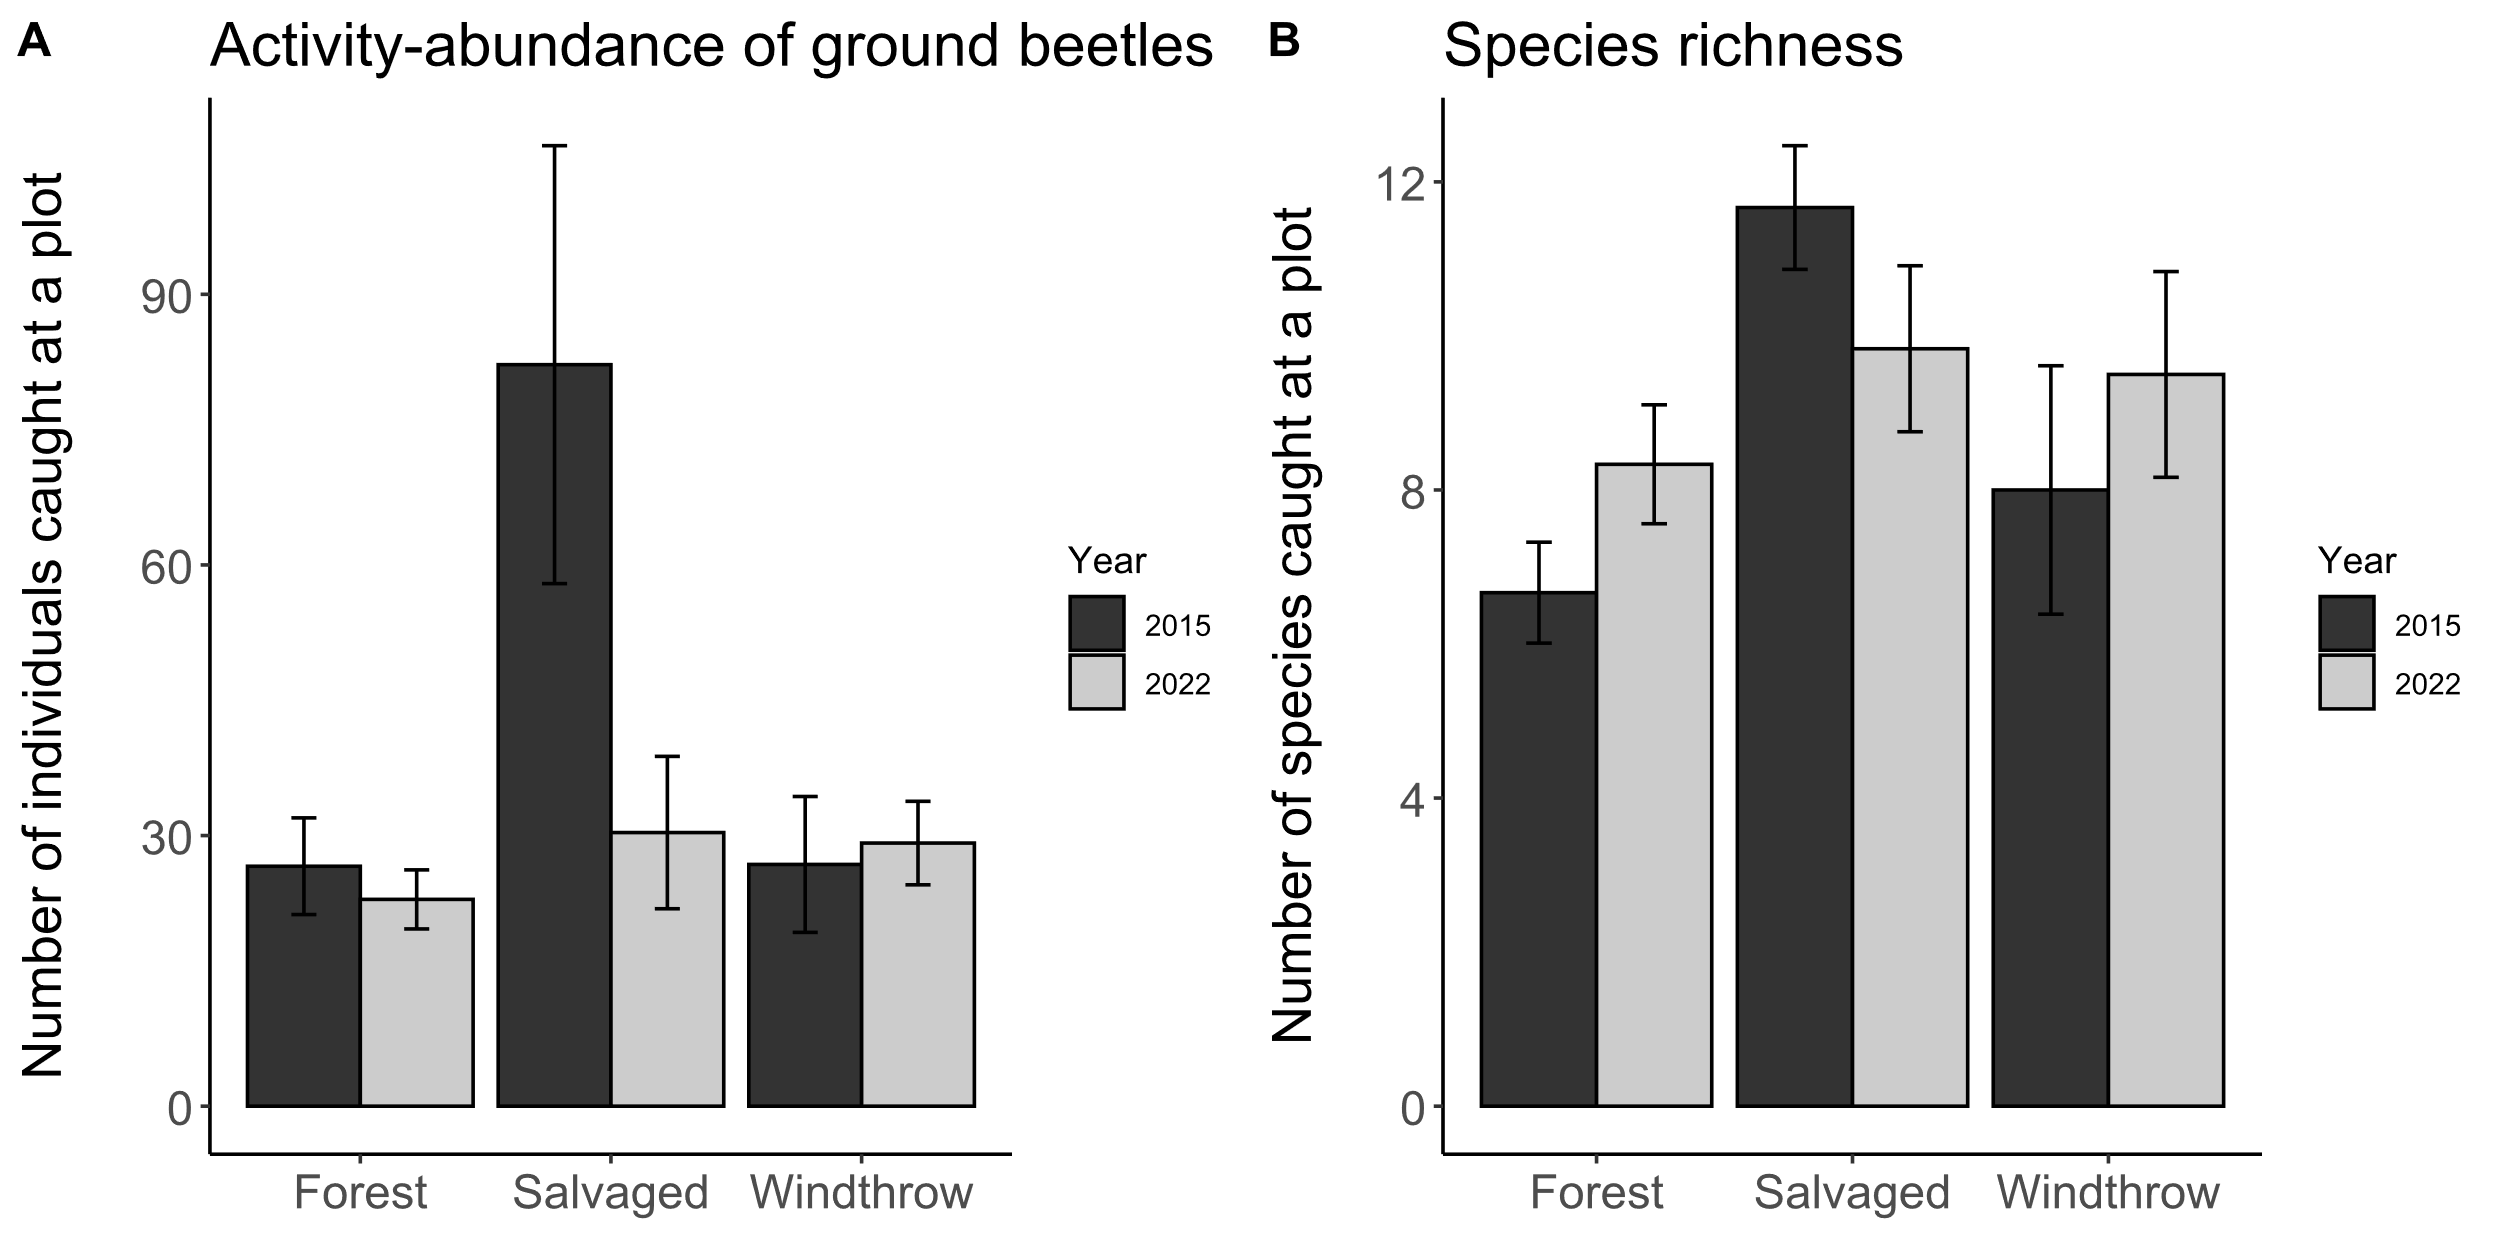 A
Activity-abundance of ground beetles
Number of individuals caught at a plot
90
60
30
0
Forest
Salvaged
Windthrow
Year
2015
2022
B
Species richness
Number of species caught at a plot
12
8
4
0
Forest
Salvaged
Windthrow
Year
2015
2022